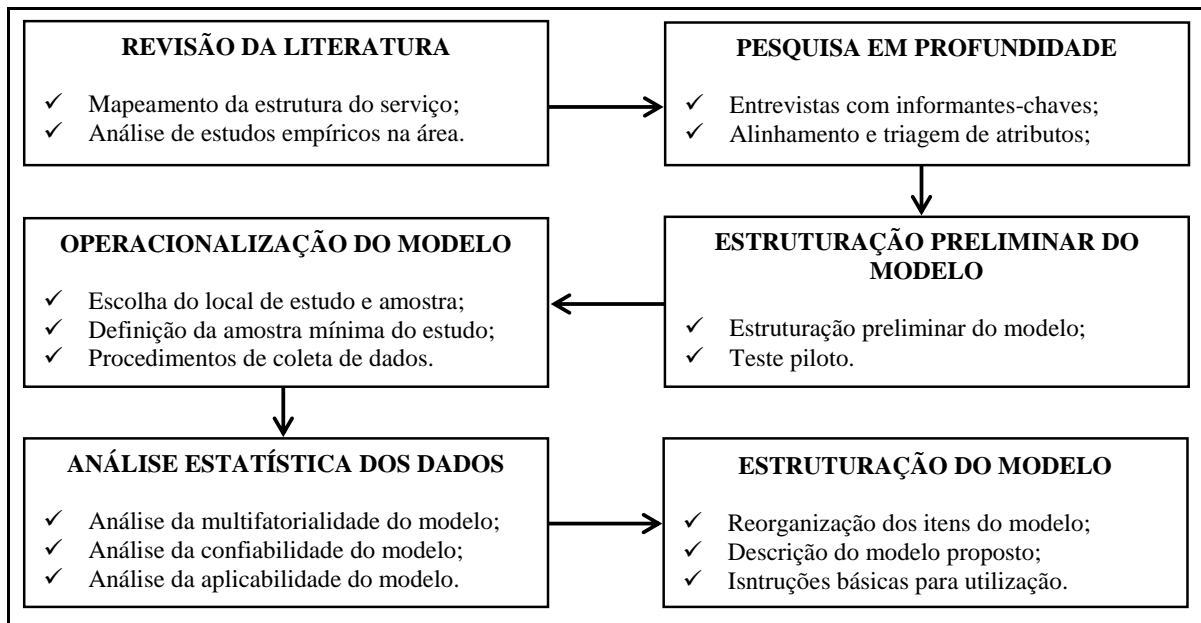 REVISÃO DA LITERATURA
✓ Mapeamento da estrutura do serviço;
✓ Análise de estudos empíricos na área.
PESQUISA EM PROFUNDIDADE
✓ Entrevistas com informantes-chaves;
✓ Alinhamento e triagem de atributos;
ESTRUTURAÇÃO PRELIMINAR DO
MODELO
✓ Estruturação preliminar do modelo;
✓ Teste piloto.
OPERACIONALIZAÇÃO DO MODELO
✓ Escolha do local de estudo e amostra;
✓ Definição da amostra mínima do estudo;
✓ Procedimentos de coleta de dados.
ANÁLISE ESTATÍSTICA DOS DADOS
✓ Análise da multifatorialidade do modelo;
✓ Análise da confiabilidade do modelo;
✓ Análise da aplicabilidade do modelo.
ESTRUTURAÇÃO DO MODELO
✓ Reorganização dos itens do modelo;
✓ Descrição do modelo proposto;
✓ Isntruções básicas para utilização.